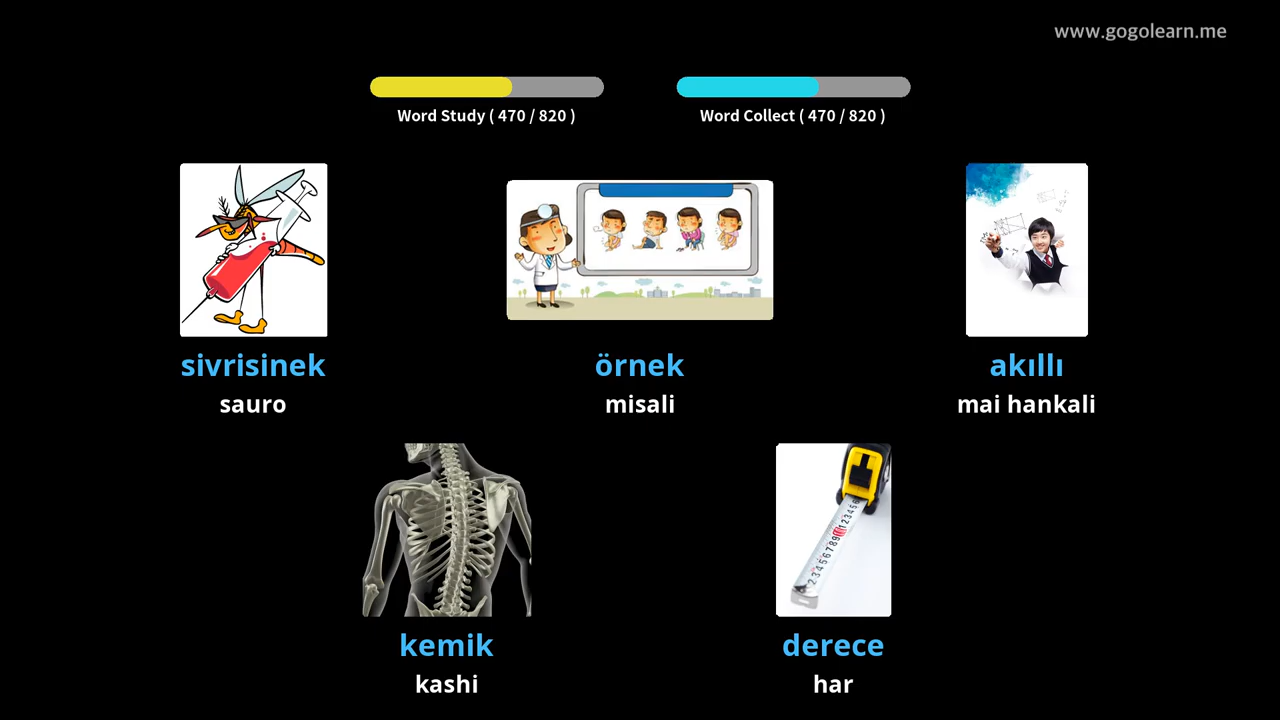 www.gogolearn.me
Word Study ( 470 / 820 )
Word Collect ( 470 / 820 )
sivrisinek
sauro
örnek
misali
akıllı
mai hankali
kemik
kashi
derece
har